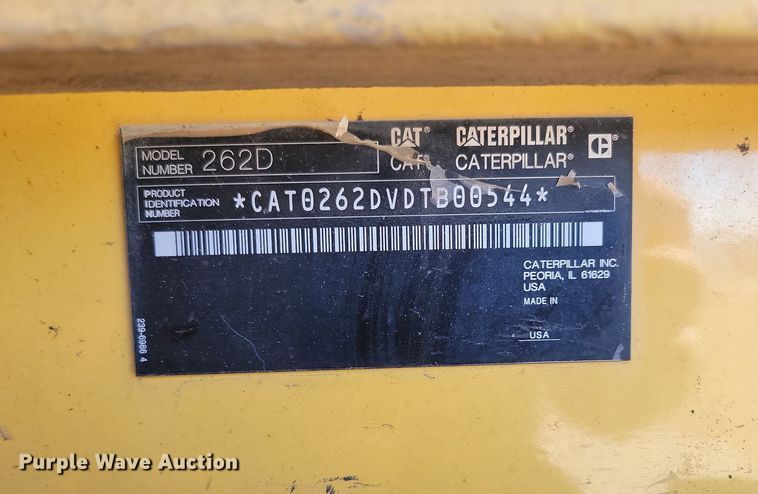 CAT® CATERPILLAR® C
CAT® CATERPILLAR®
MODEL
NUMBER 262D
PRODUCT
IDENTIFICATION
NUMBER *CAT0262DVDTB00544*
CATERPILLAR INC.
PEORIA, IL 61629
USA
MADE IN
USA
239-6986 4
Purple Wave Auction